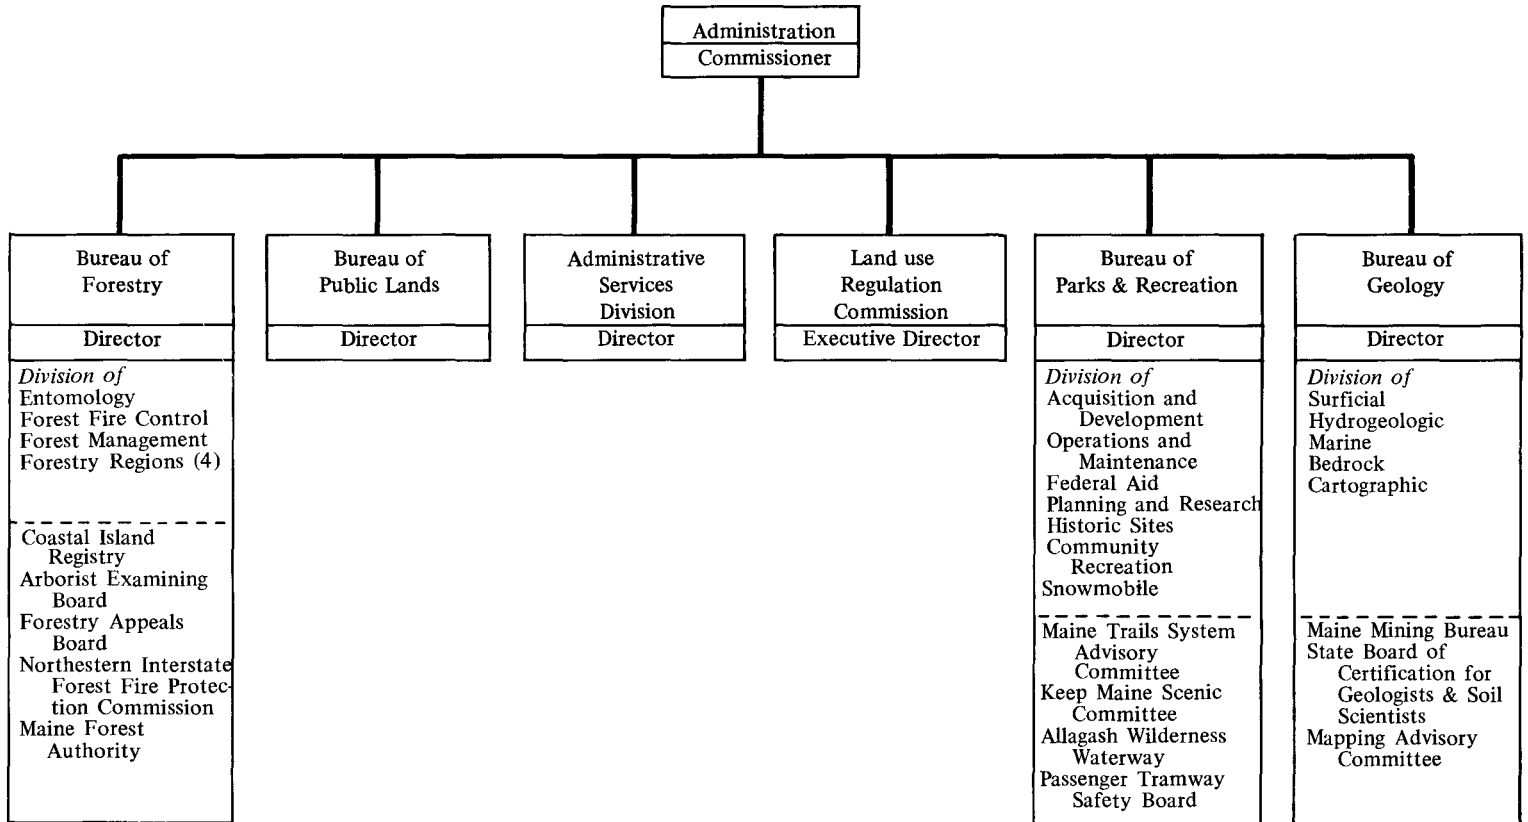 Administration
Commissioner
Bureau of
Forestry
Director
Division of
Entomology
Forest Fire Control
Forest Management
Forestry Regions (4)
Coastal Island
Registry
Arborist Examining
Board
Forestry Appeals
Board
Northestern Interstate
Forest Fire Protec-
tion Commission
Maine Forest
Authority
Bureau of
Public Lands
Director
Administrative
Services
Division
Director
Land use
Regulation
Commission
Executive Director
Bureau of
Parks & Recreation
Director
Division of
Acquisition and
Development
Operations and
Maintenance
Federal Aid
Planning and Research
Historic Sites
Community
Recreation
Snowmobile
Maine Trails System
Advisory
Committee
Keep Maine Scenic
Committee
Allagash Wilderness
Waterway
Passenger Tramway
Safety Board
Bureau of
Geology
Director
Division of
Surficial
Hydrogeologic
Marine
Bedrock
Cartographic
Maine Mining Bureau
State Board of
Certification for
Geologists & Soil
Scientists
Mapping Advisory
Committee